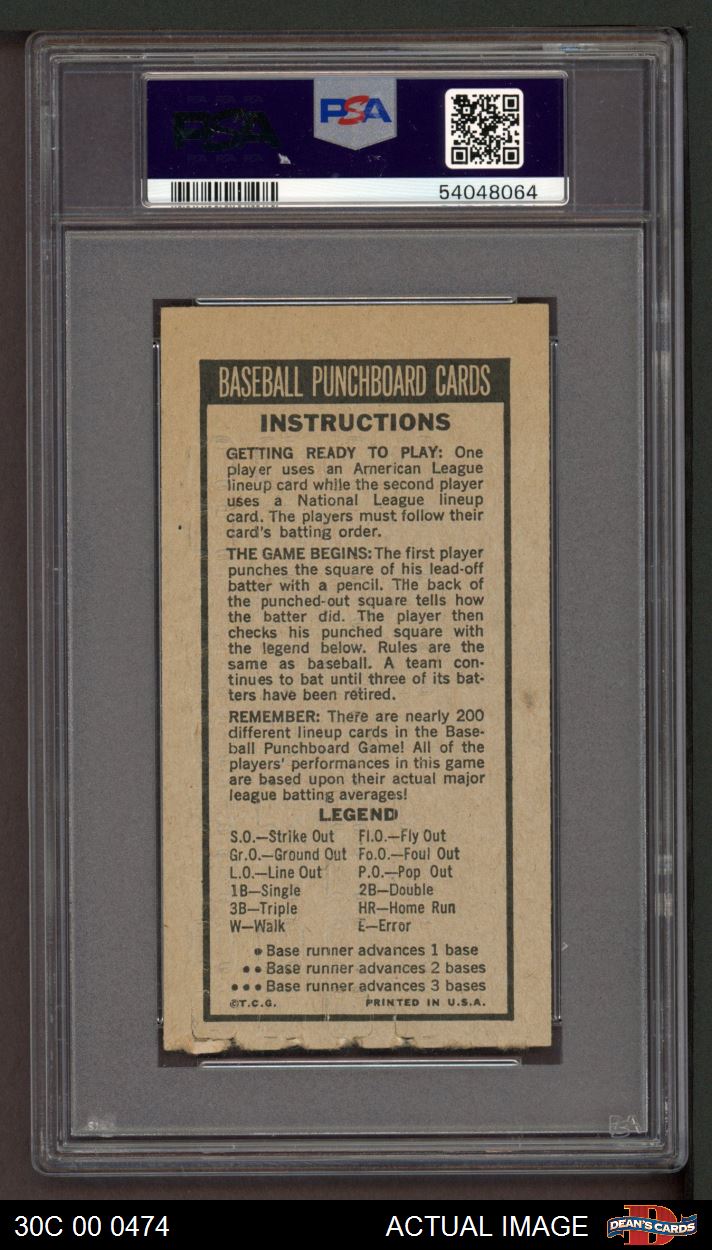 PSA
PSA
54048064
BASEBALL PUNCHBOARD CARDS
INSTRUCTIONS
GETTING READY TO PLAY: One
player uses an American League
lineup card while the second player
uses a National League lineup
card. The players must follow their
card's batting order.
THE GAME BEGINS: The first player
punches the square of his lead-off
batter with a pencil. The back of
the punched-out square tells how
the batter did. The player then
checks his punched square with
the legend below. Rules are the
same as baseball. A team con-
tinues to bat until three of its bat-
ters have been retired.
REMEMBER: There are nearly 200
different lineup cards in the Base-
ball Punchboard Game! All of the
players' performances in this game
are based upon their actual major
league batting averages!
LEGEND
S.O.—Strike Out Fl.O.—Fly Out
Gr.O.—Ground Out Fo.O.—Foul Out
L.O.—Line Out P.O.—Pop Out
1B—Single 2B—Double
3B—Triple HR—Home Run
W—Walk E—Error
• Base runner advances 1 base
•• Base runner advances 2 bases
••• Base runner advances 3 bases
©T.C.G. PRINTED IN U.S.A.
30C 00 0474 ACTUAL IMAGE DEAN'S CARDS